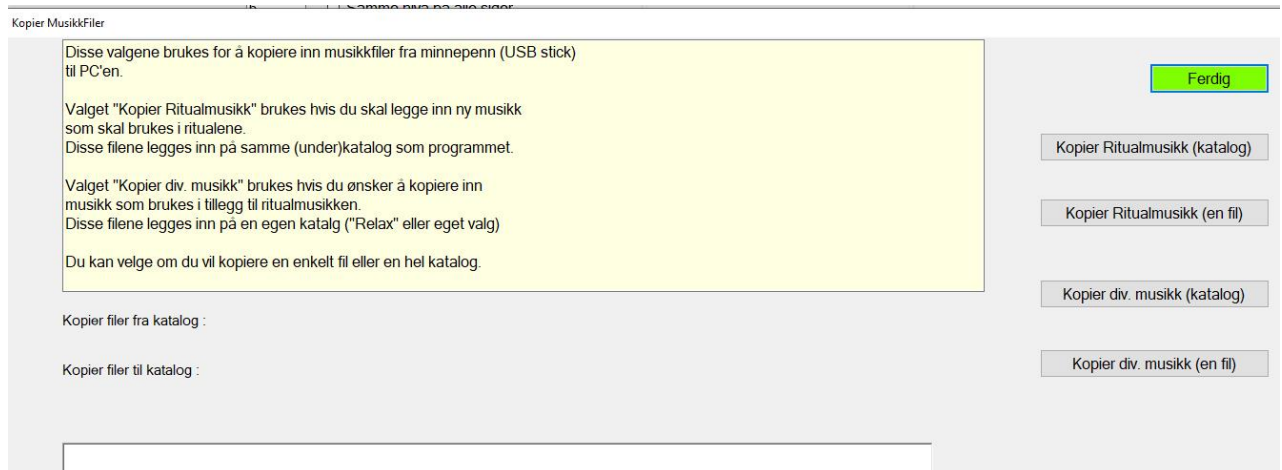 Samme nivå på alle sider
Kopier MusikkFiler
Disse valgene brukes for å kopiere inn musikkfiler fra minnepenn (USB stick)
til PC'en.
Ferdig
Valget "Kopier Ritualmusikk" brukes hvis du skal legge inn ny musikk
som skal brukes i ritualene.
Disse filene legges inn på samme (under)katalog som programmet.
Kopier Ritualmusikk (katalog)
Valget "Kopier div. musikk" brukes hvis du ønsker å kopiere inn
musikk som brukes i tillegg til ritualmusikken.
Disse filene legges inn på en egen katalg ("Relax" eller eget valg)
Kopier Ritualmusikk (en fil)
Du kan velge om du vil kopiere en enkelt fil eller en hel katalog.
Kopier div. musikk (katalog)
Kopier filer fra katalog :
Kopier filer til katalog :
Kopier div. musikk (en fil)